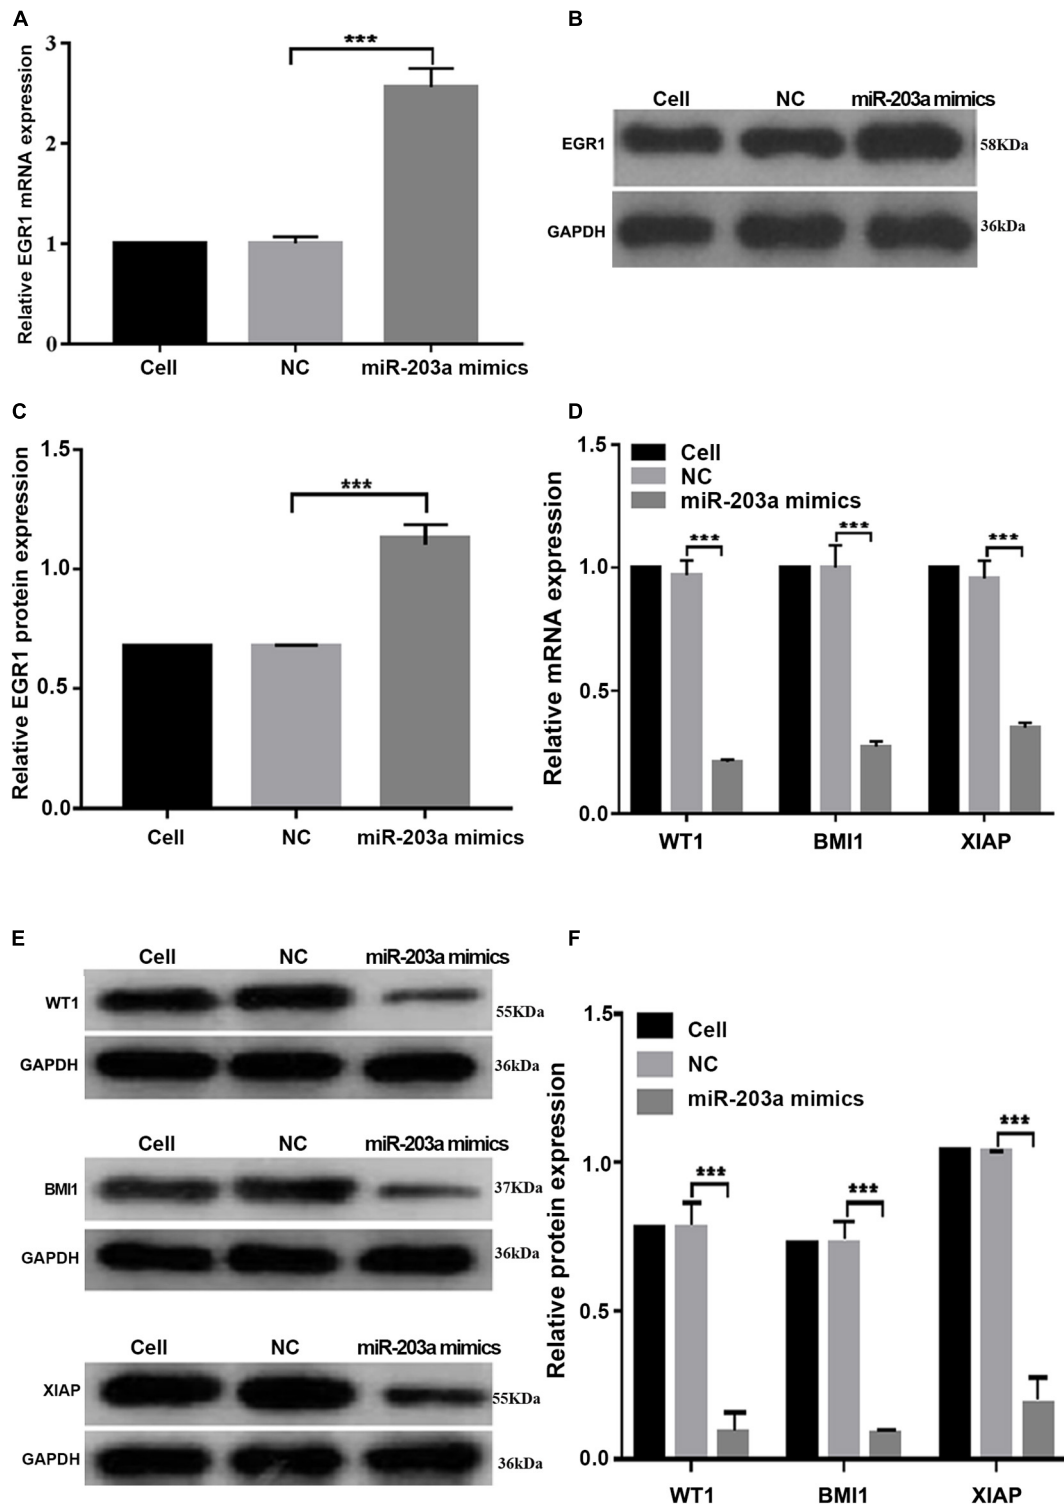 A
Relative EGR1 mRNA expression
3
2
1
0
***
Cell NC miR-203a mimics
B
Cell NC miR-203a mimics
EGR1 58KDa
GAPDH 36kDa
C
Relative EGR1 protein expression
1.5
1.0
0.5
0.0
***
Cell NC miR-203a mimics
D
Relative mRNA expression
1.5
1.0
0.5
0.0
Cell
NC
miR-203a mimics
*** *** ***
WT1 BMI1 XIAP
E
Cell NC miR-203a mimics
WT1 55KDa
GAPDH 36kDa
Cell NC miR-203a mimics
BMI1 37KDa
GAPDH 36kDa
Cell NC miR-203a mimics
XIAP 55KDa
GAPDH 36kDa
F
Relative protein expression
1.5
1.0
0.5
0.0
Cell
NC
miR-203a mimics
*** *** ***
WT1 BMI1 XIAP